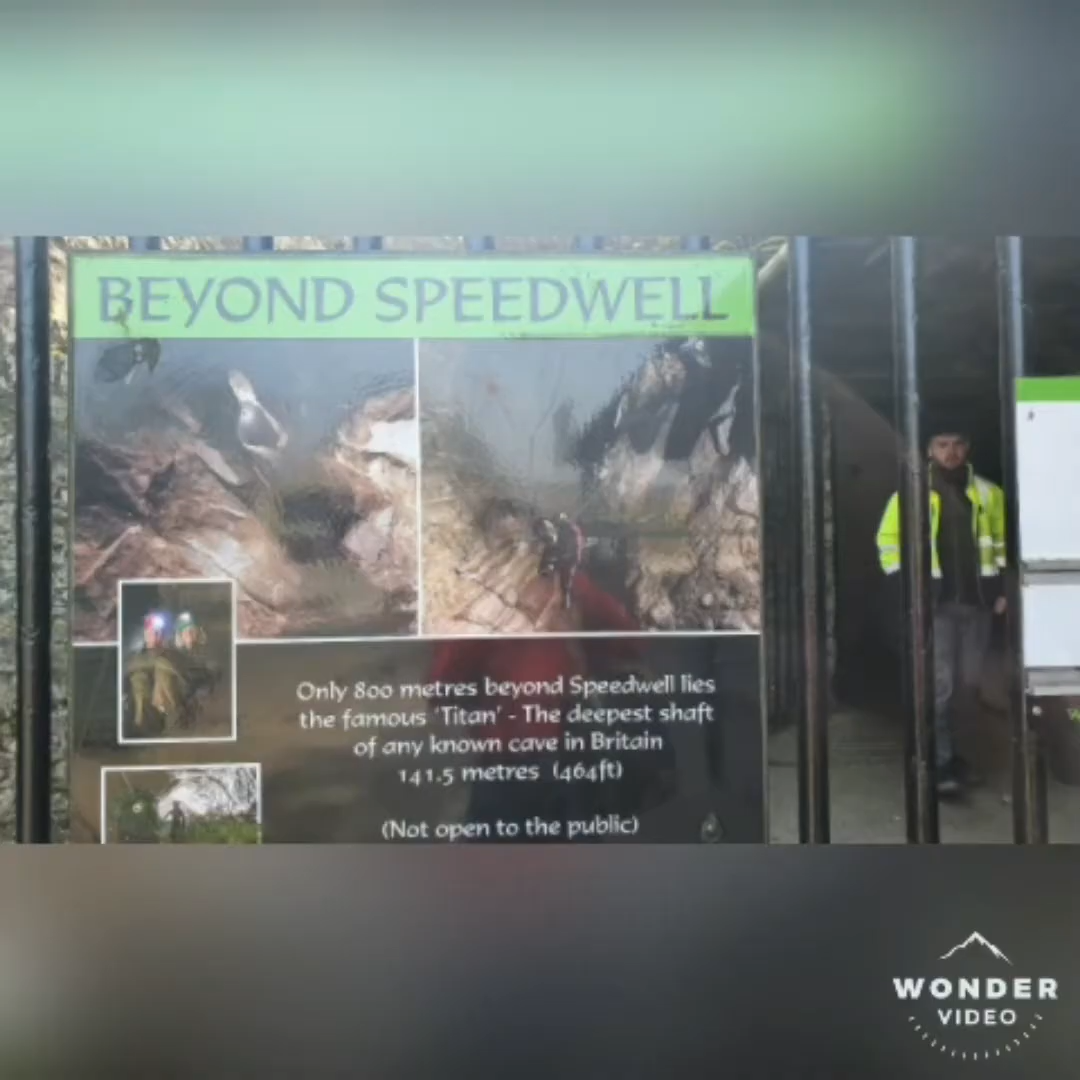 BEYOND SPEEDWELL
Only 800 metres beyond Speedwell lies
the famous 'Titan' - The deepest shaft
of any known cave in Britain
141.5 metres (464ft)
(Not open to the public)
WONDER
VIDEO